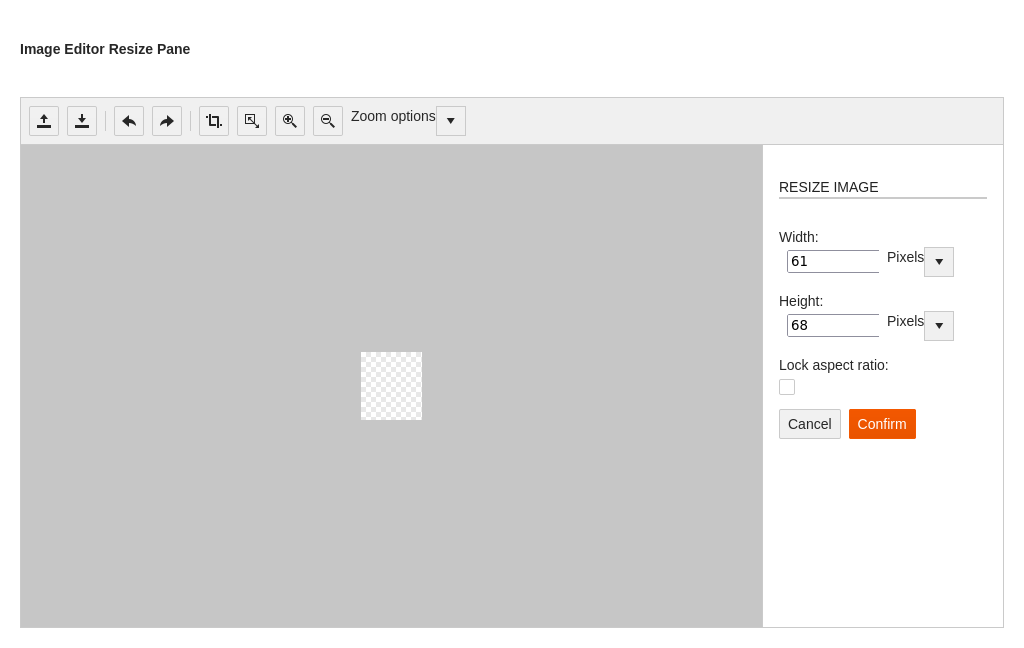 Image Editor Resize Pane
Zoom options
RESIZE IMAGE
Width:
61 Pixels
Height:
68 Pixels
Lock aspect ratio:
Cancel Confirm